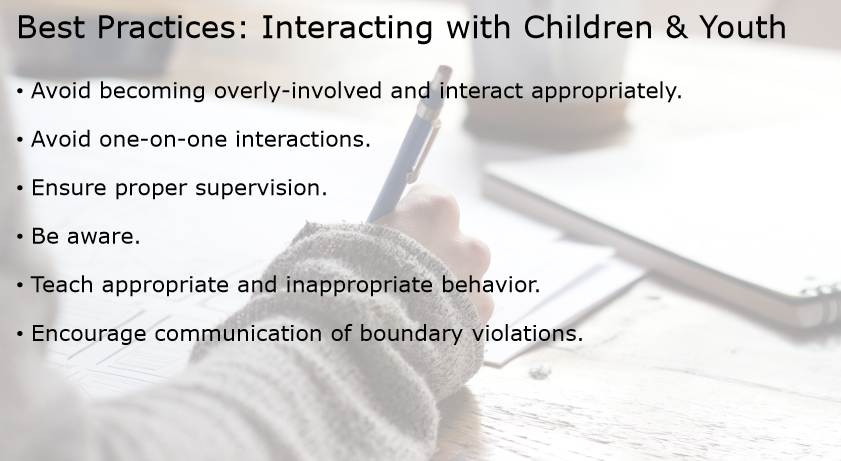 Best Practices: Interacting with Children & Youth
• Avoid becoming overly-involved and interact appropriately.
• Avoid one-on-one interactions.
• Ensure proper supervision.
• Be aware.
• Teach appropriate and inappropriate behavior.
• Encourage communication of boundary violations.